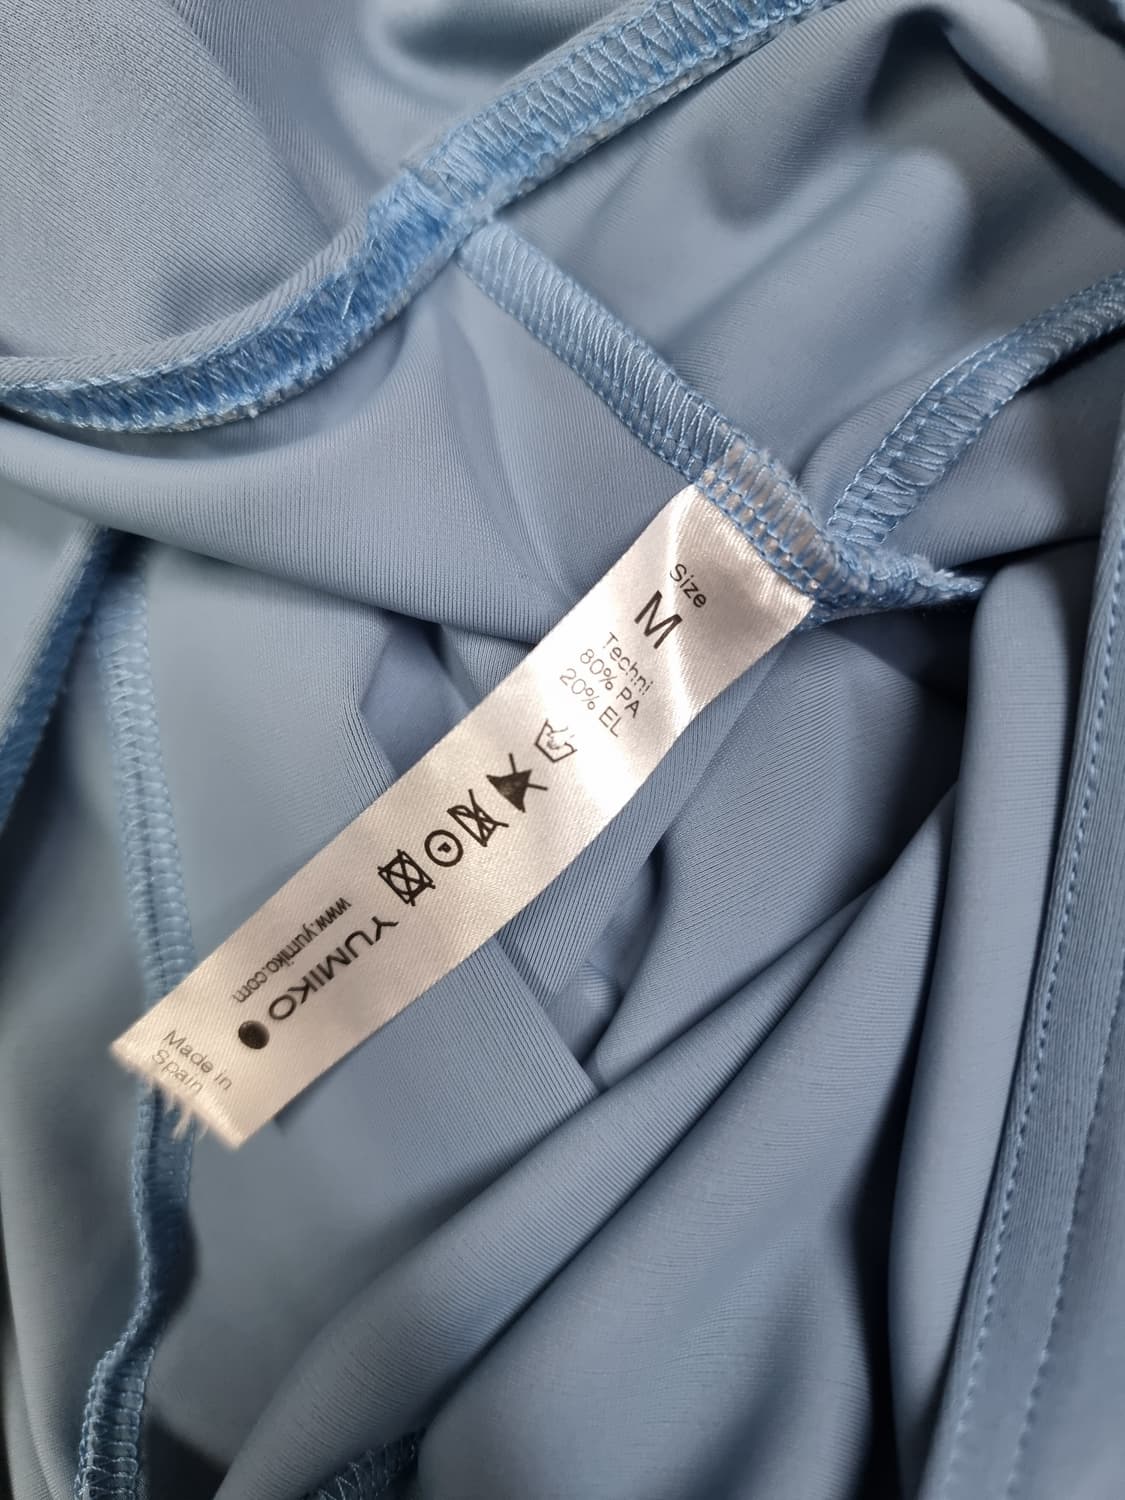 Size
M
Techni
80% PA
20% EL
YUMIKO
www.yumiko.com
Made in
Spain